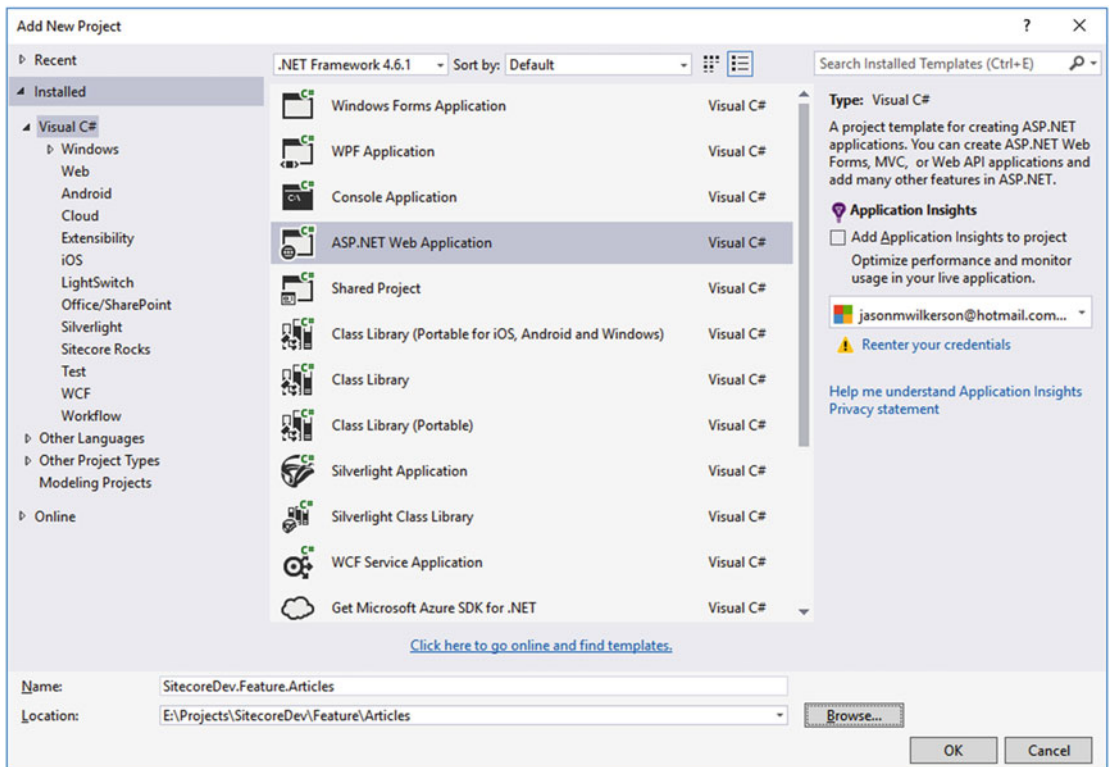 Add New Project
? ×
Recent
Installed
Visual C#
Windows
Web
Android
Cloud
Extensibility
iOS
LightSwitch
Office/SharePoint
Silverlight
Sitecore Rocks
Test
WCF
Workflow
Other Languages
Other Project Types
Modeling Projects
Online
.NET Framework 4.6.1 Sort by: Default
Windows Forms Application Visual C#
WPF Application Visual C#
Console Application Visual C#
ASP.NET Web Application Visual C#
Shared Project Visual C#
Class Library (Portable for iOS, Android and Windows) Visual C#
Class Library Visual C#
Class Library (Portable) Visual C#
Silverlight Application Visual C#
Silverlight Class Library Visual C#
WCF Service Application Visual C#
Get Microsoft Azure SDK for .NET Visual C#
Click here to go online and find templates.
Search Installed Templates (Ctrl+E)
Type: Visual C#
A project template for creating ASP.NET
applications. You can create ASP.NET Web
Forms, MVC, or Web API applications and
add many other features in ASP.NET.
Application Insights
Add Application Insights to project
Optimize performance and monitor
usage in your live application.
jasonmwilkerson@hotmail.com...
Reenter your credentials
Help me understand Application Insights
Privacy statement
Name: SitecoreDev.Feature.Articles
Location: E:\Projects\SitecoreDev\Feature\Articles Browse...
OK Cancel